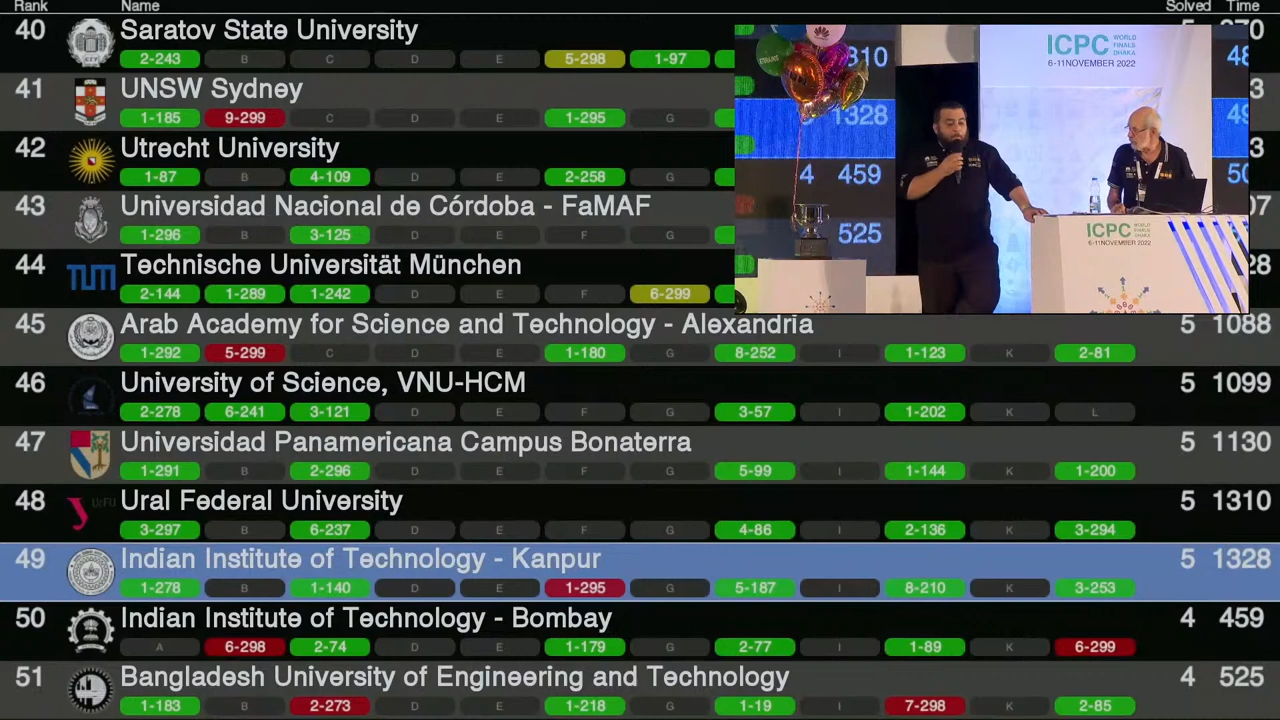 Rank Name Solved Time
40 Saratov State University 5
2-243 B C D E 5-298 1-97
41 UNSW Sydney
1-185 9-299 C D E 1-295 G
42 Utrecht University
1-87 B 4-109 D E 2-258 G
43 Universidad Nacional de Córdoba - FaMAF
1-296 B 3-125 D E F G
44 Technische Universität München
TUM
2-144 1-289 1-242 D E F 6-299
45 Arab Academy for Science and Technology - Alexandria 5 1088
1-292 5-299 C D E 1-180 G 8-252 I 1-123 K 2-81
46 University of Science, VNU-HCM 5 1099
2-278 6-241 3-121 D E F G 3-57 I 1-202 K L
47 Universidad Panamericana Campus Bonaterra 5 1130
1-291 B 2-296 D E F G 5-99 I 1-144 K 1-200
48 Ural Federal University 5 1310
UrFU
3-297 B 6-237 D E F G 4-86 I 2-136 K 3-294
49 Indian Institute of Technology - Kanpur 5 1328
1-278 B 1-140 D E 1-295 G 5-187 I 8-210 K 3-253
50 Indian Institute of Technology - Bombay 4 459
A 6-298 2-74 D E 1-179 G 2-77 I 1-89 K 6-299
51 Bangladesh University of Engineering and Technology 4 525
1-183 B 2-273 D E 1-218 G 1-19 I 7-298 K 2-85
ICPC WORLD FINALS DHAKA
6-11 NOVEMBER 2022
1328
4 459
525
ICPC WORLD FINALS DHAKA
6-11 NOVEMBER 2022